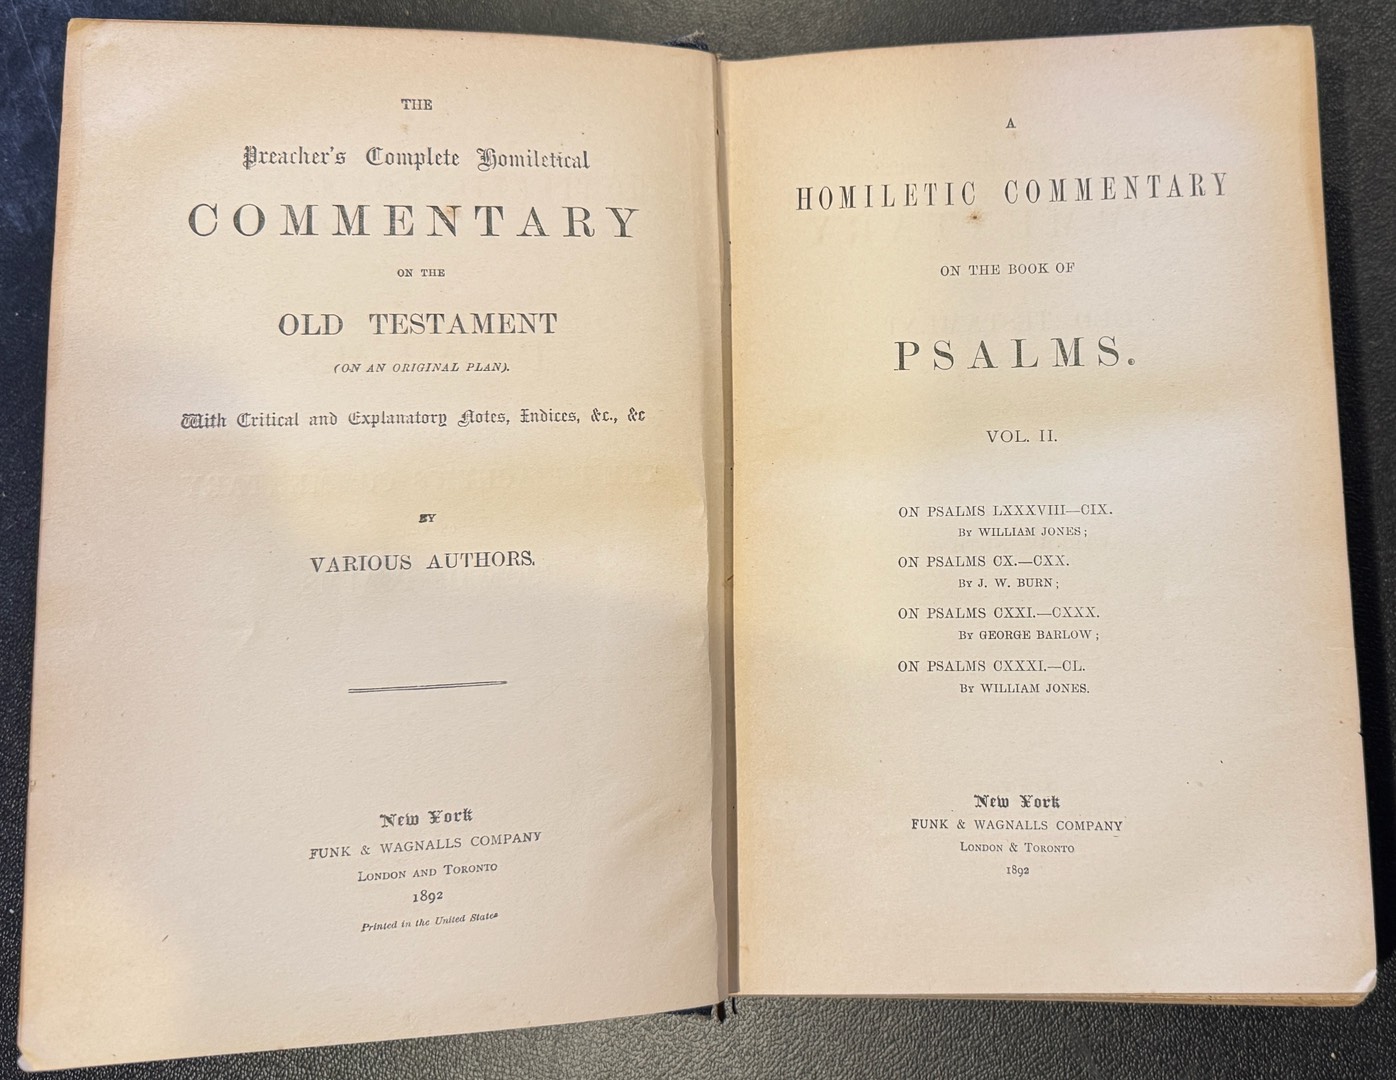 THE
Preacher's Complete Homiletical
COMMENTARY
ON THE
OLD TESTAMENT
(ON AN ORIGINAL PLAN).
With Critical and Explanatory Notes, Indices, &c., &c
BY
VARIOUS AUTHORS.
New York
FUNK & WAGNALLS COMPANY
LONDON AND TORONTO
1892
Printed in the United States
A
HOMILETIC COMMENTARY
ON THE BOOK OF
PSALMS.
VOL. II.
ON PSALMS LXXXVIII—CIX.
BY WILLIAM JONES;
ON PSALMS CX.—CXX.
BY J. W. BURN;
ON PSALMS CXXI.—CXXX.
BY GEORGE BARLOW;
ON PSALMS CXXXI.—CL.
BY WILLIAM JONES.
New York
FUNK & WAGNALLS COMPANY
LONDON & TORONTO
1892